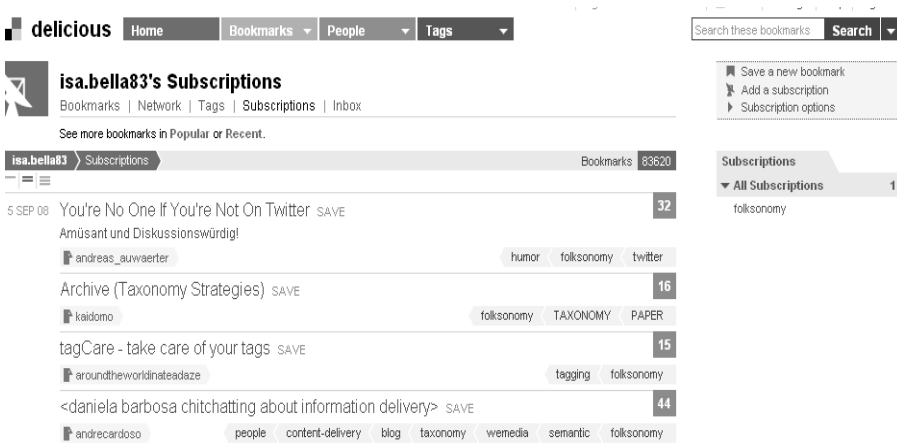 delicious Home Bookmarks People Tags
Search these bookmarks Search
isa.bella83's Subscriptions
Bookmarks | Network | Tags | Subscriptions | Inbox
See more bookmarks in Popular or Recent.
Save a new bookmark
Add a subscription
Subscription options
isa.bella83 Subscriptions Bookmarks 83620
Subscriptions
All Subscriptions 1
folksonomy
5 SEP 08 You're No One If You're Not On Twitter SAVE 32
Amüsant und Diskussionswürdig!
andreas_auwaerter humor folksonomy twitter
Archive (Taxonomy Strategies) SAVE 16
kaidomo folksonomy TAXONOMY PAPER
tagCare - take care of your tags SAVE 15
aroundtheworldinateadaze tagging folksonomy
<daniela barbosa chitchatting about information delivery> SAVE 44
andrecardoso people content-delivery blog taxonomy wemedia semantic folksonomy